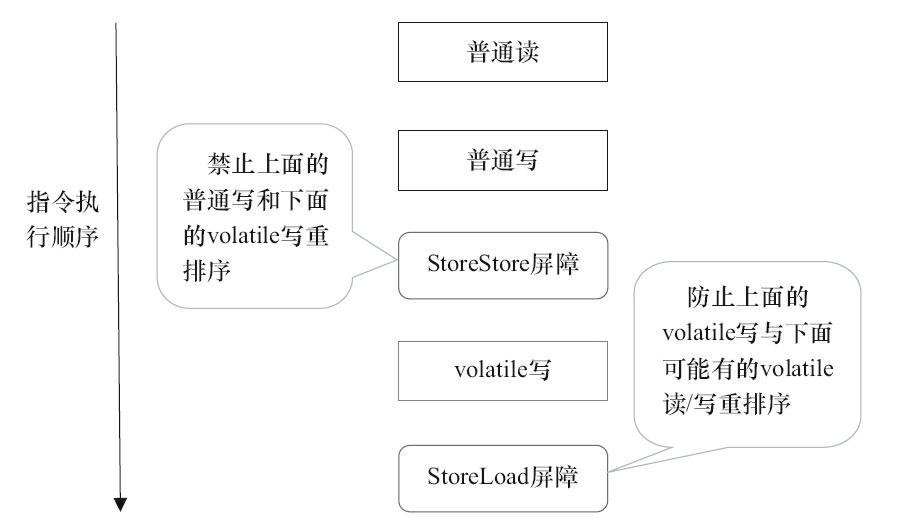 普通读
普通写
禁止上面的
普通写和下面
的volatile写重
排序
指令执
行顺序
StoreStore屏障
防止上面的
volatile写与下面
可能有的volatile
读/写重排序
volatile写
StoreLoad屏障